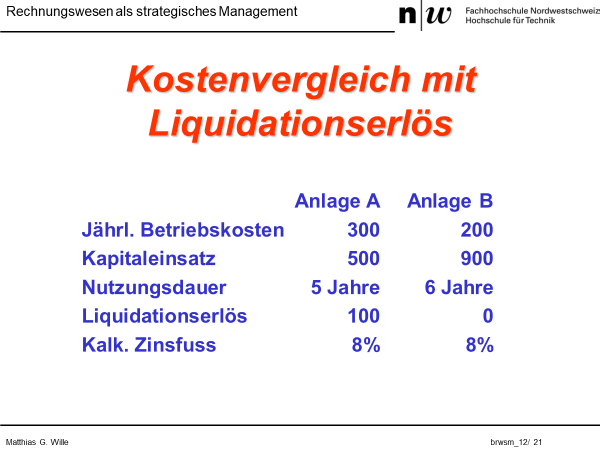 Rechnungswesen als strategisches Management
n w Fachhochschule Nordwestschweiz
Hochschule für Technik
Kostenvergleich mit
Liquidationserlös
Anlage A Anlage B
Jährl. Betriebskosten 300 200
Kapitaleinsatz 500 900
Nutzungsdauer 5 Jahre 6 Jahre
Liquidationserlös 100 0
Kalk. Zinsfuss 8% 8%
Matthias G. Wille brwsm_12/ 21